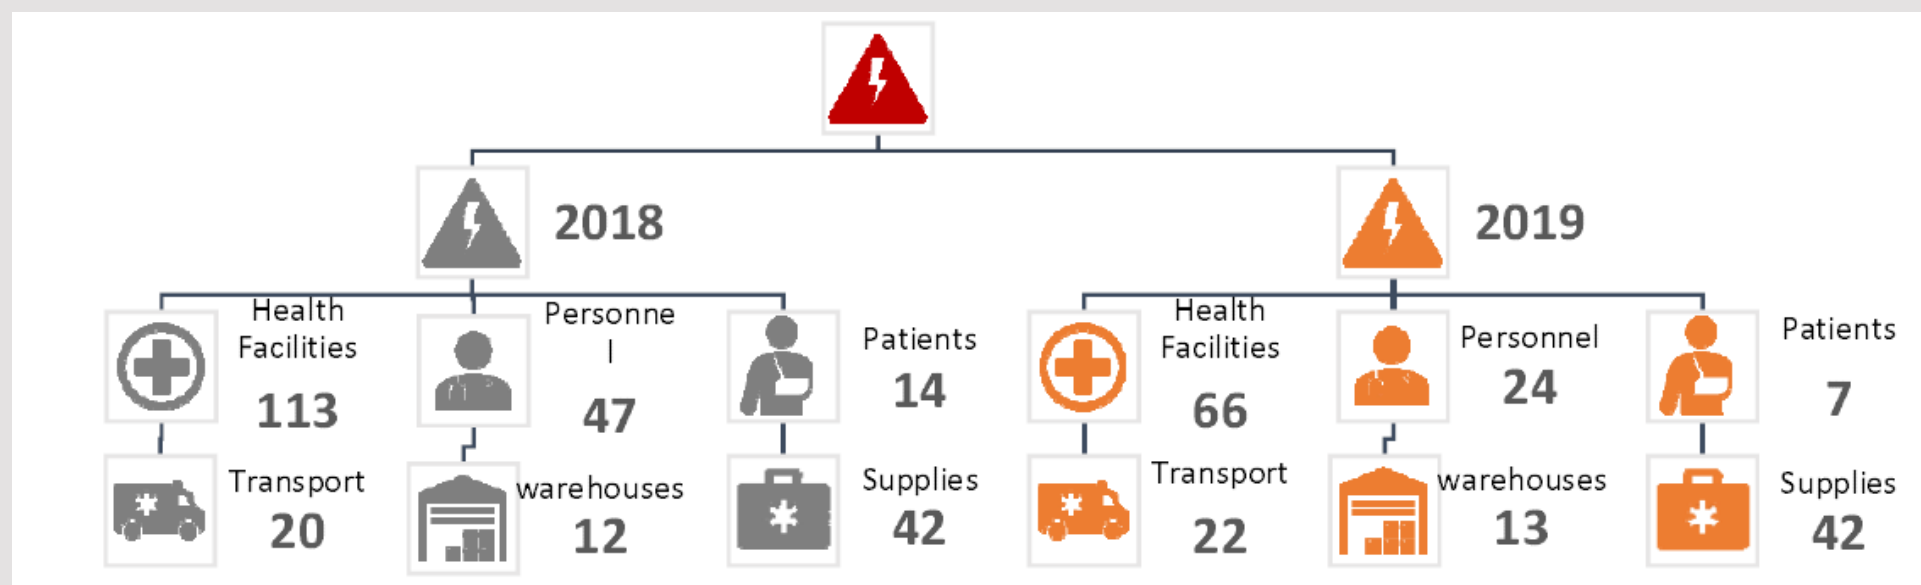 2018
2019
Health
Facilities
113
Personne
l
47
Patients
14
Health
Facilities
66
Personnel
24
Patients
7
Transport
20
warehouses
12
Supplies
42
Transport
22
warehouses
13
Supplies
42